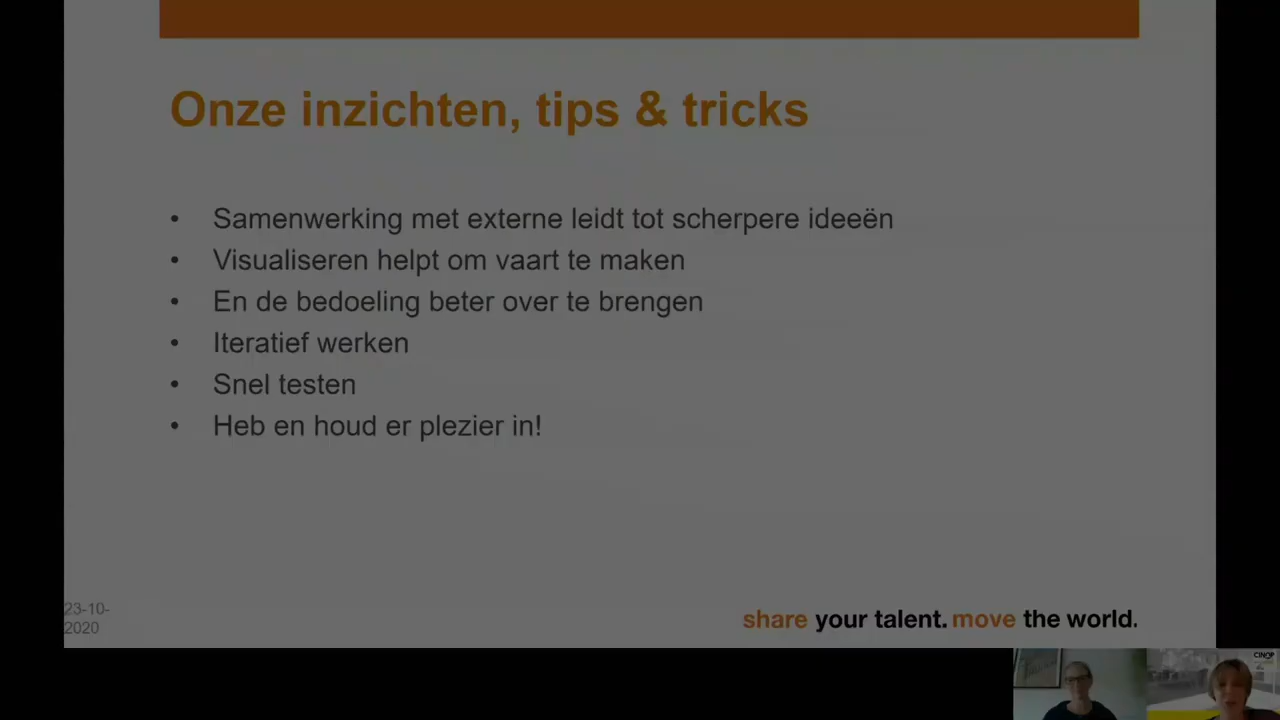 Onze inzichten, tips & tricks
• Samenwerking met externe leidt tot scherpere ideeën
• Visualiseren helpt om vaart te maken
• En de bedoeling beter over te brengen
• Iteratief werken
• Snel testen
• Heb en houd er plezier in!
23-10-
2020
share your talent. move the world.
CINOP